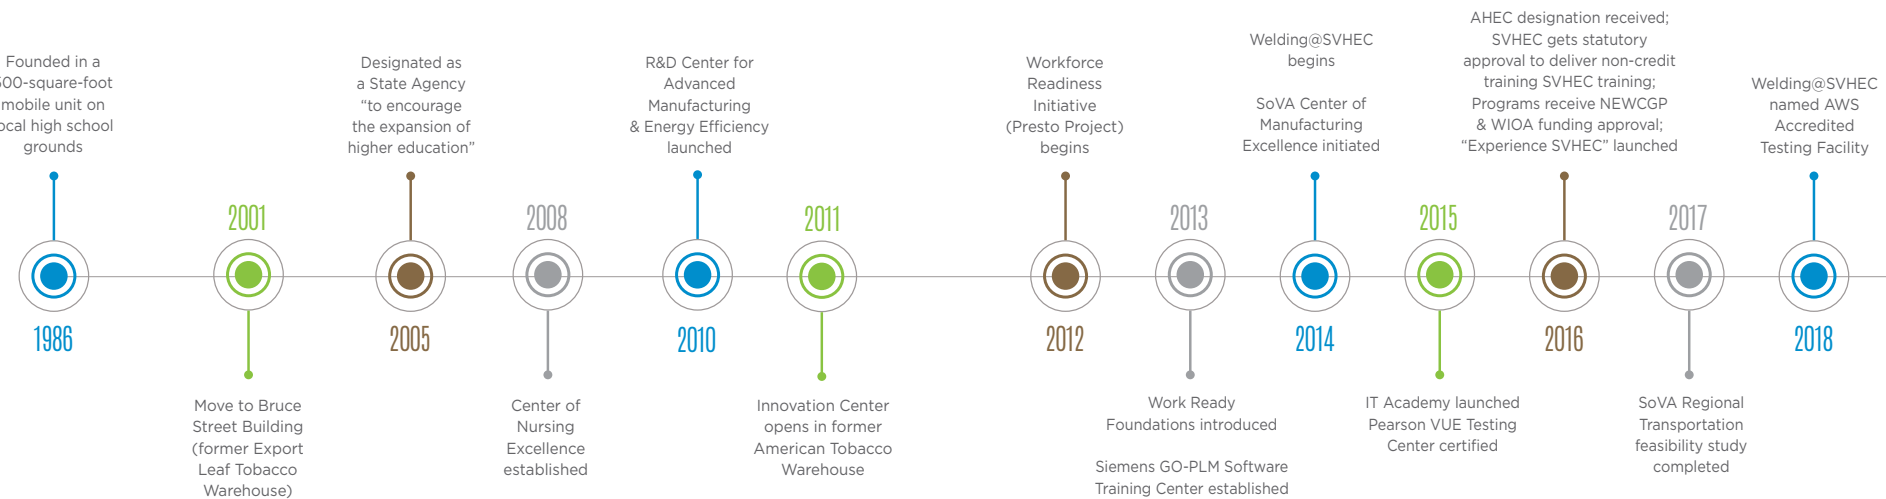 Founded in a
00-square-foot
mobile unit on
ocal high school
grounds
1986
2001
Move to Bruce
Street Building
(former Export
Leaf Tobacco
Warehouse)
Designated as
a State Agency
“to encourage
the expansion of
higher education”
2005
2008
Center of
Nursing
Excellence
established
R&D Center for
Advanced
Manufacturing
& Energy Efficiency
launched
2010
2011
Innovation Center
opens in former
American Tobacco
Warehouse
Workforce
Readiness
Initiative
(Presto Project)
begins
2012
2013
Work Ready
Foundations introduced
Siemens GO-PLM Software
Training Center established
Welding@SVHEC
begins
SoVA Center of
Manufacturing
Excellence initiated
2014
2015
IT Academy launched
Pearson VUE Testing
Center certified
AHEC designation received;
SVHEC gets statutory
approval to deliver non-credit
training SVHEC training;
Programs receive NEWCGP
& WIOA funding approval;
“Experience SVHEC” launched
2016
2017
SoVA Regional
Transportation
feasibility study
completed
Welding@SVHEC
named AWS
Accredited
Testing Facility
2018